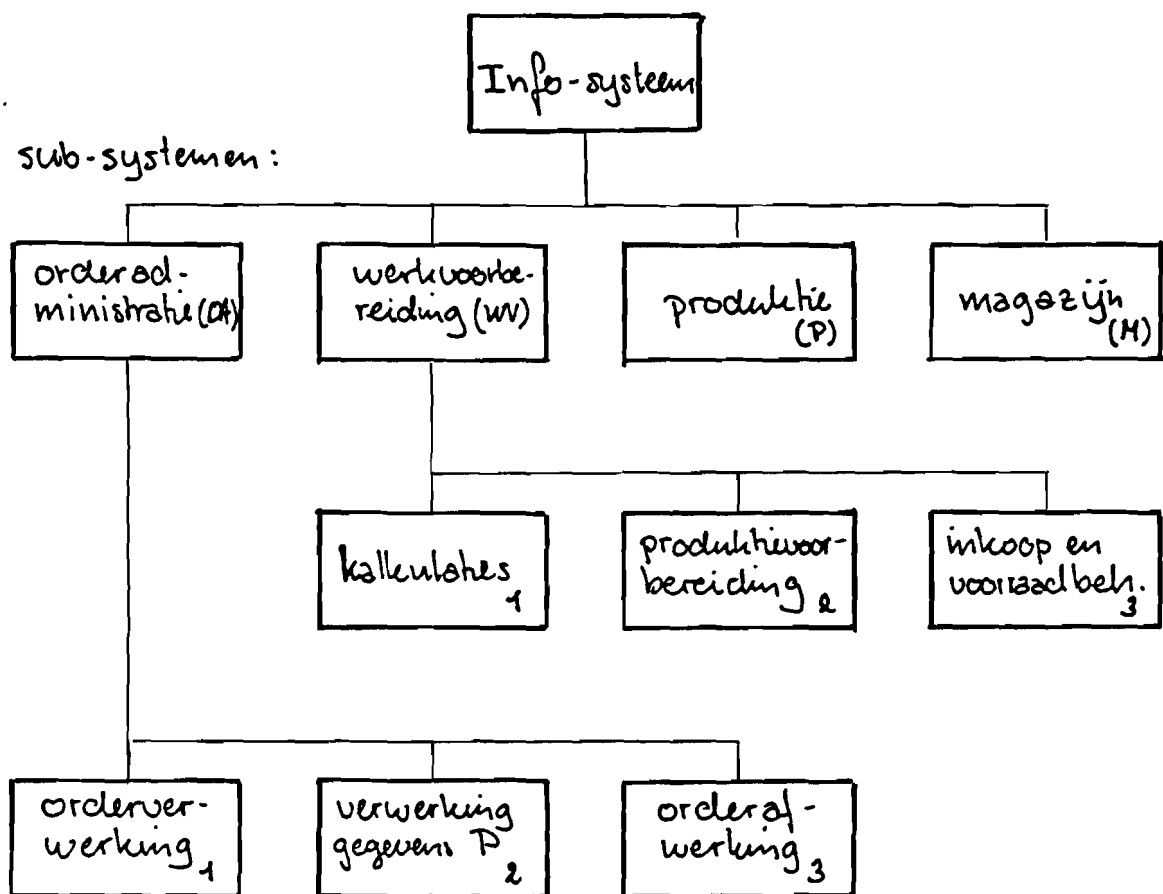 Info-systeem
sub-systemen:
orderad-
ministratie (OA)
werkvoorbe-
reiding (WV)
produktie
(P)
magazijn
(M)
kalkulaties
1
produktievoor-
bereiding 2
inkoop en
voorraadbeh.
3
orderver-
werking 1
verwerking
gegevens P
2
orderaf-
werking 3